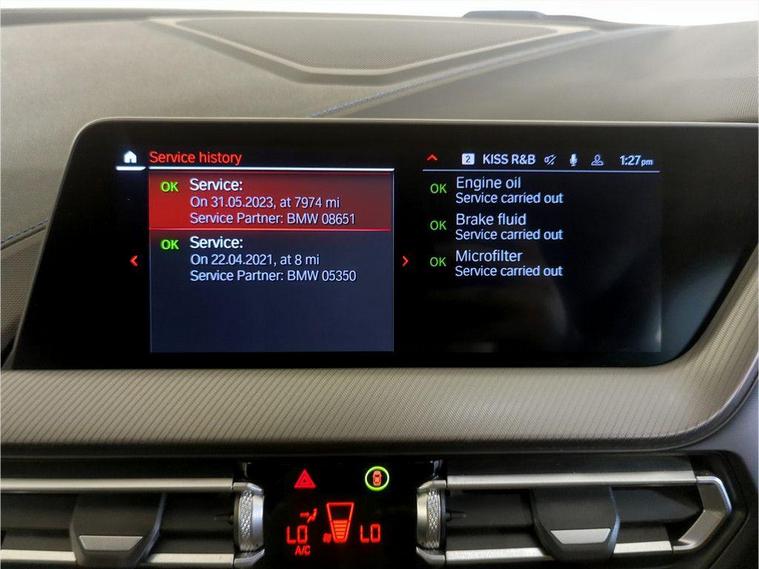 Service history
2 KISS R&B 1:27pm
OK Service:
On 31.05.2023, at 7974 mi
Service Partner: BMW 08651
OK Service:
On 22.04.2021, at 8 mi
Service Partner: BMW 05350
OK Engine oil
Service carried out
OK Brake fluid
Service carried out
OK Microfilter
Service carried out
LO LO
A/C